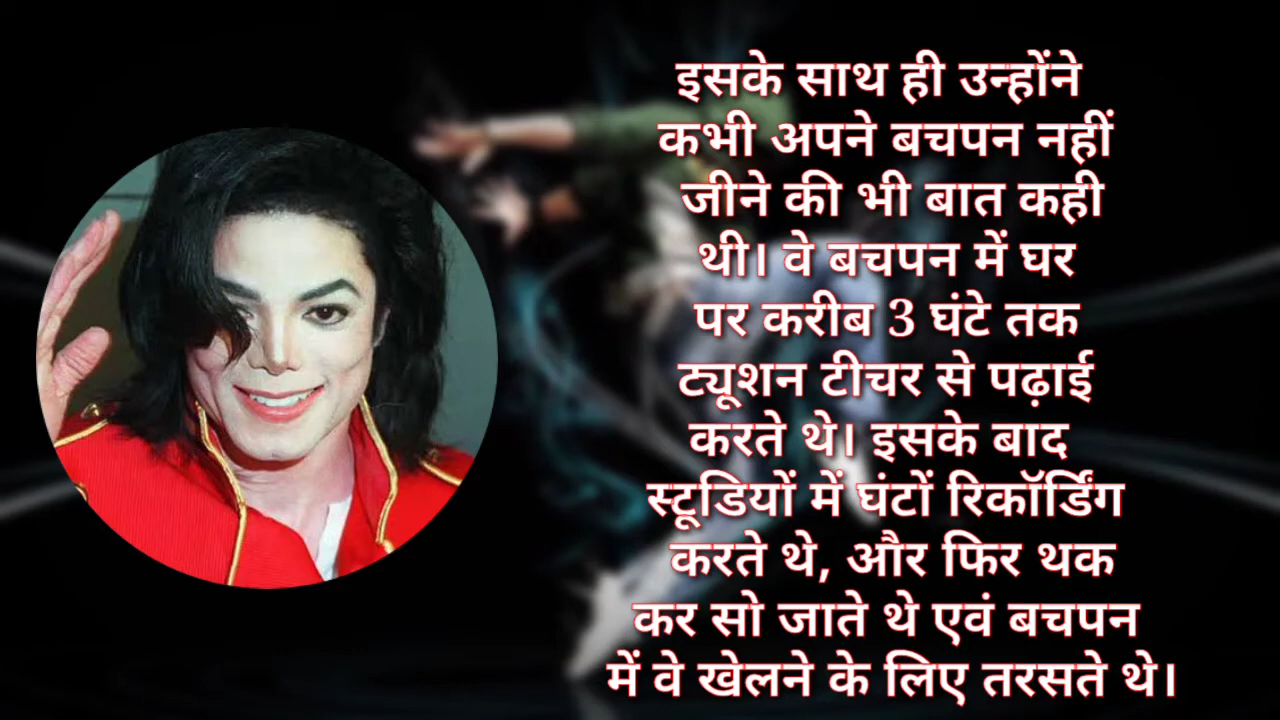 इसके साथ ही उन्होंने
कभी अपने बचपन नहीं
जीने की भी बात कही
थी। वे बचपन में घर
पर करीब 3 घंटे तक
ट्यूशन टीचर से पढ़ाई
करते थे। इसके बाद
स्टूडियों में घंटों रिकॉर्डिंग
करते थे, और फिर थक
कर सो जाते थे एवं बचपन
में वे खेलने के लिए तरसते थे।